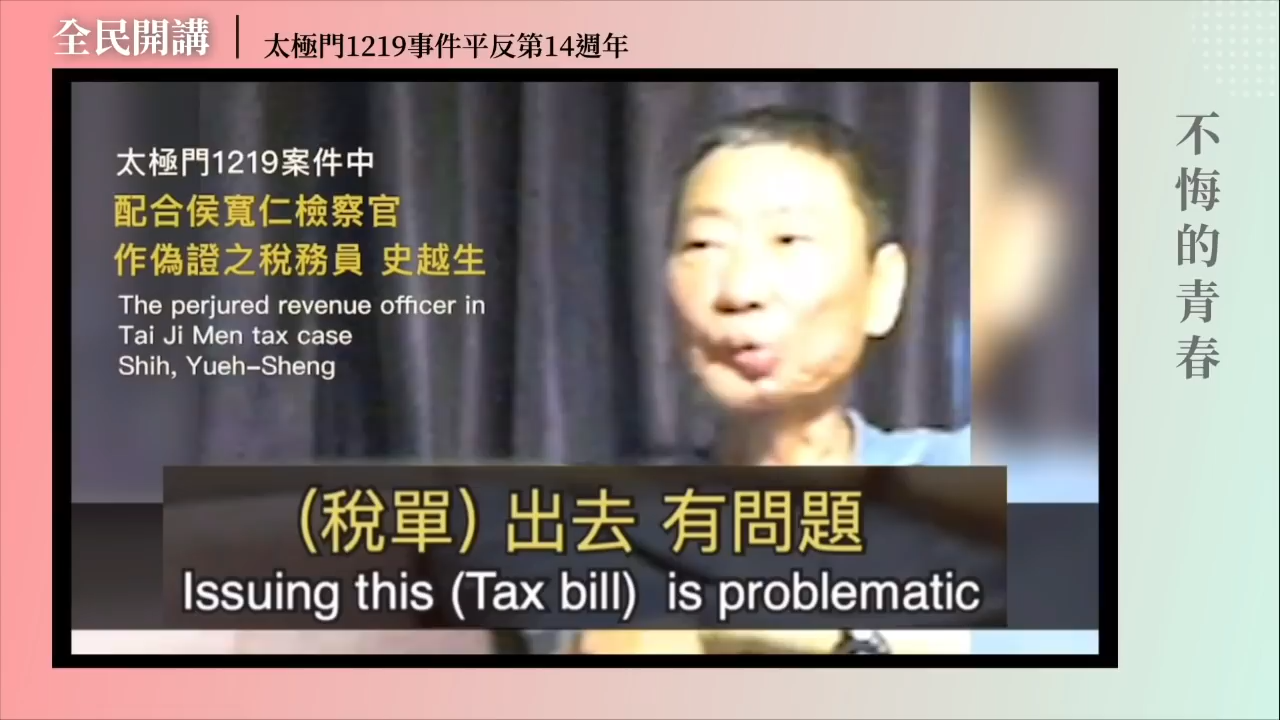 全民開講
太極門1219事件平反第14週年
不悔的青春
太極門1219案件中
配合侯寬仁檢察官
作偽證之稅務員 史越生
The perjured revenue officer in
Tai Ji Men tax case
Shih, Yueh-Sheng
(稅單) 出去 有問題
Issuing this (Tax bill) is problematic